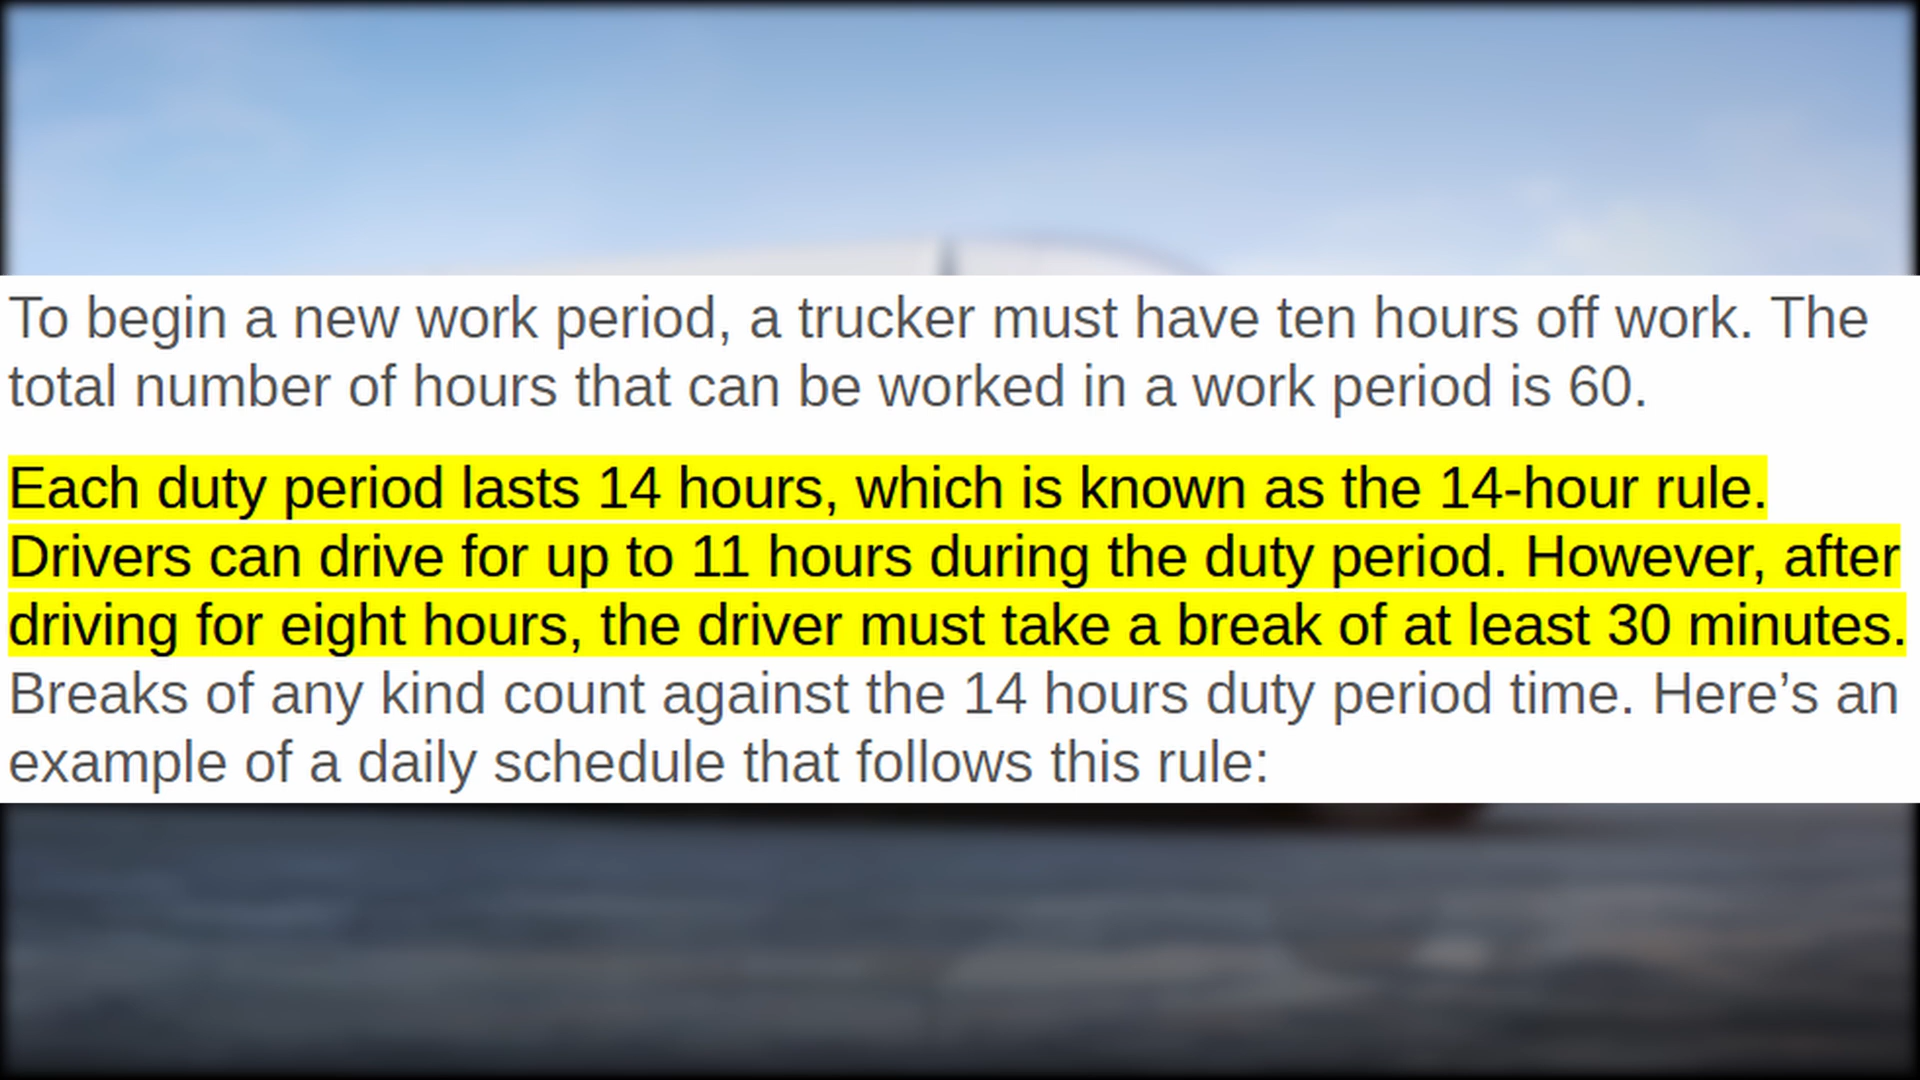 To begin a new work period, a trucker must have ten hours off work. The
total number of hours that can be worked in a work period is 60.
Each duty period lasts 14 hours, which is known as the 14-hour rule.
Drivers can drive for up to 11 hours during the duty period. However, after
driving for eight hours, the driver must take a break of at least 30 minutes.
Breaks of any kind count against the 14 hours duty period time. Here’s an
example of a daily schedule that follows this rule: